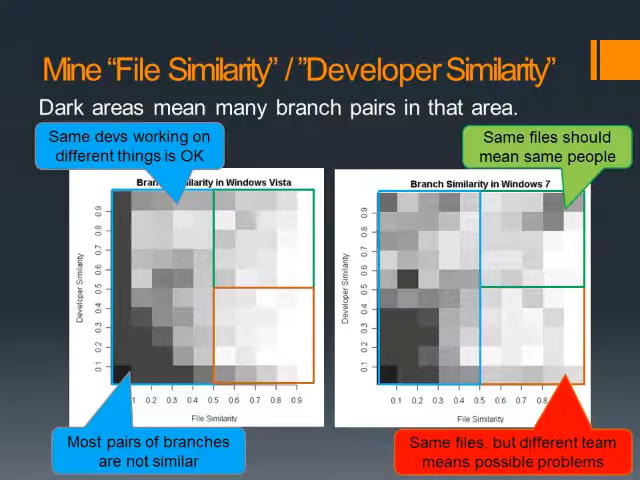 Mine “File Similarity” / ”Developer Similarity”
Dark areas mean many branch pairs in that area.
Same devs working on
different things is OK
Same files should
mean same people
Similarity in Windows Vista
Branch Similarity in Windows 7
Developer Similarity
0.9
0.8
0.7
0.6
0.5
0.4
0.3
0.2
0.1
0.1 0.2 0.3 0.4 0.5 0.6 0.7 0.8 0.9
File Similarity
Developer Similarity
0.9
0.8
0.7
0.6
0.5
0.4
0.3
0.2
0.1
0.1 0.2 0.3 0.4 0.5 0.6 0.7 0.8
File Similarity
Most pairs of branches
are not similar
Same files, but different team
means possible problems